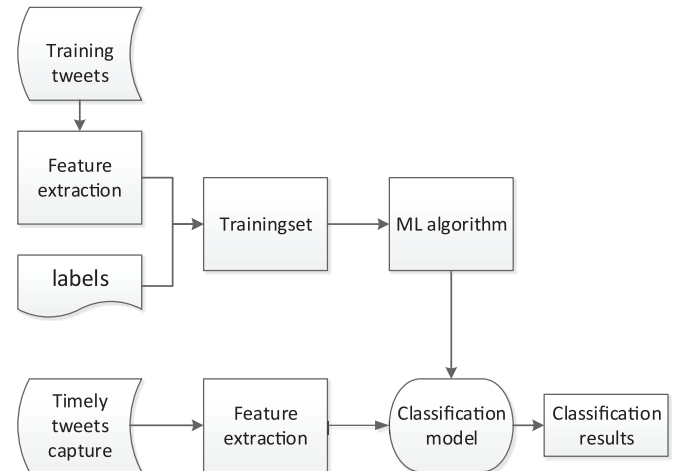 Training
tweets
Feature
extraction
labels
Trainingset
ML algorithm
Timely
tweets
capture
Feature
extraction
Classification
model
Classification
results